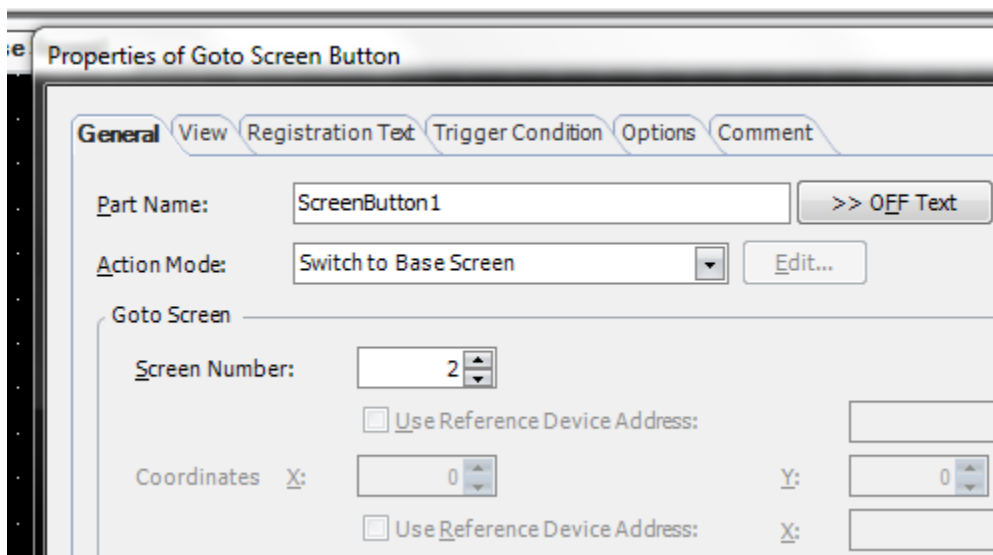 Properties of Goto Screen Button
General View Registration Text Trigger Condition Options Comment
Part Name: ScreenButton1 >> OFF Text
Action Mode: Switch to Base Screen Edit...
Goto Screen
Screen Number: 2
Use Reference Device Address:
Coordinates X: 0 Y: 0
Use Reference Device Address: X: